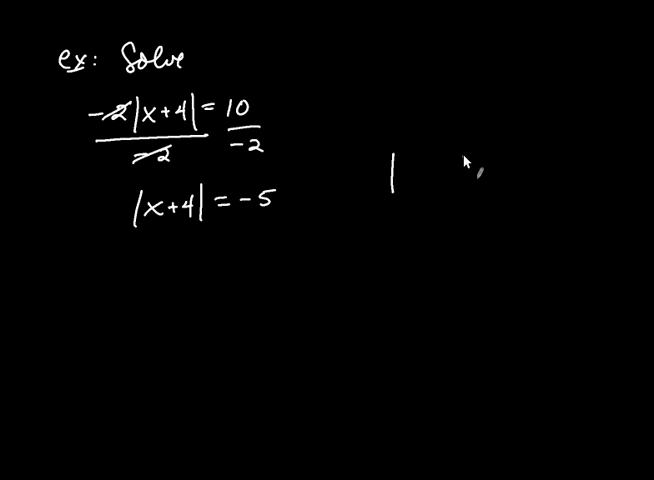 ex: Solve
-2|x+4| = 10
-2 -2
|x+4| = -5
|